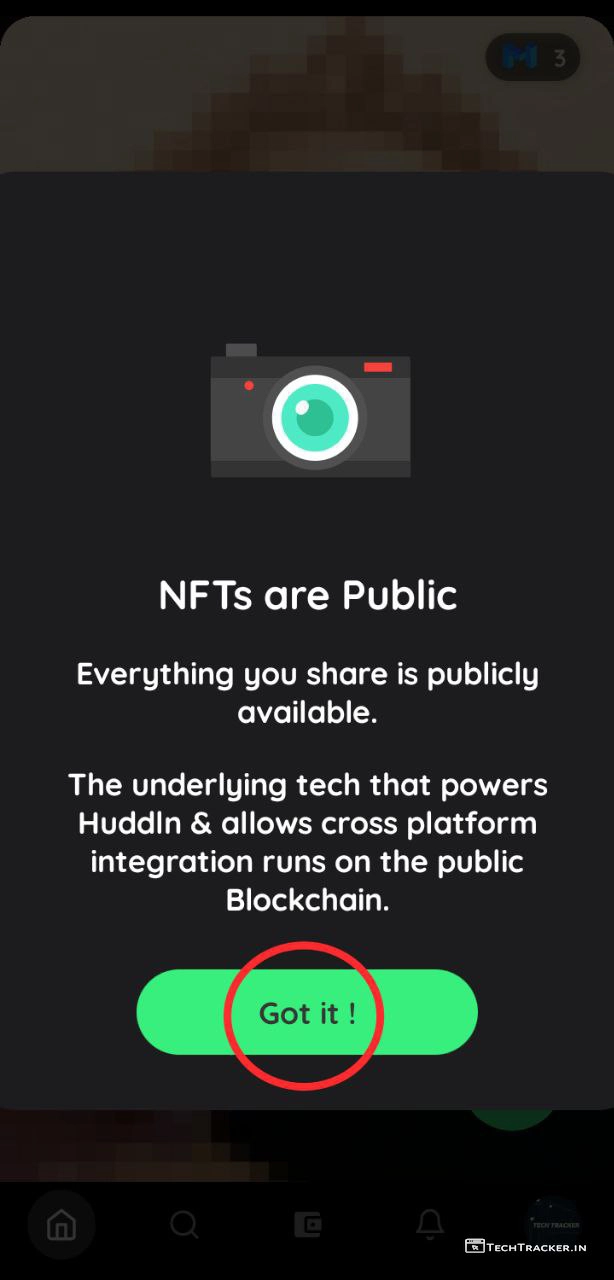 3
NFTs are Public
Everything you share is publicly
available.
The underlying tech that powers
Huddln & allows cross platform
integration runs on the public
Blockchain.
Got it !
TECH TRACKER
TECHTRACKER.IN